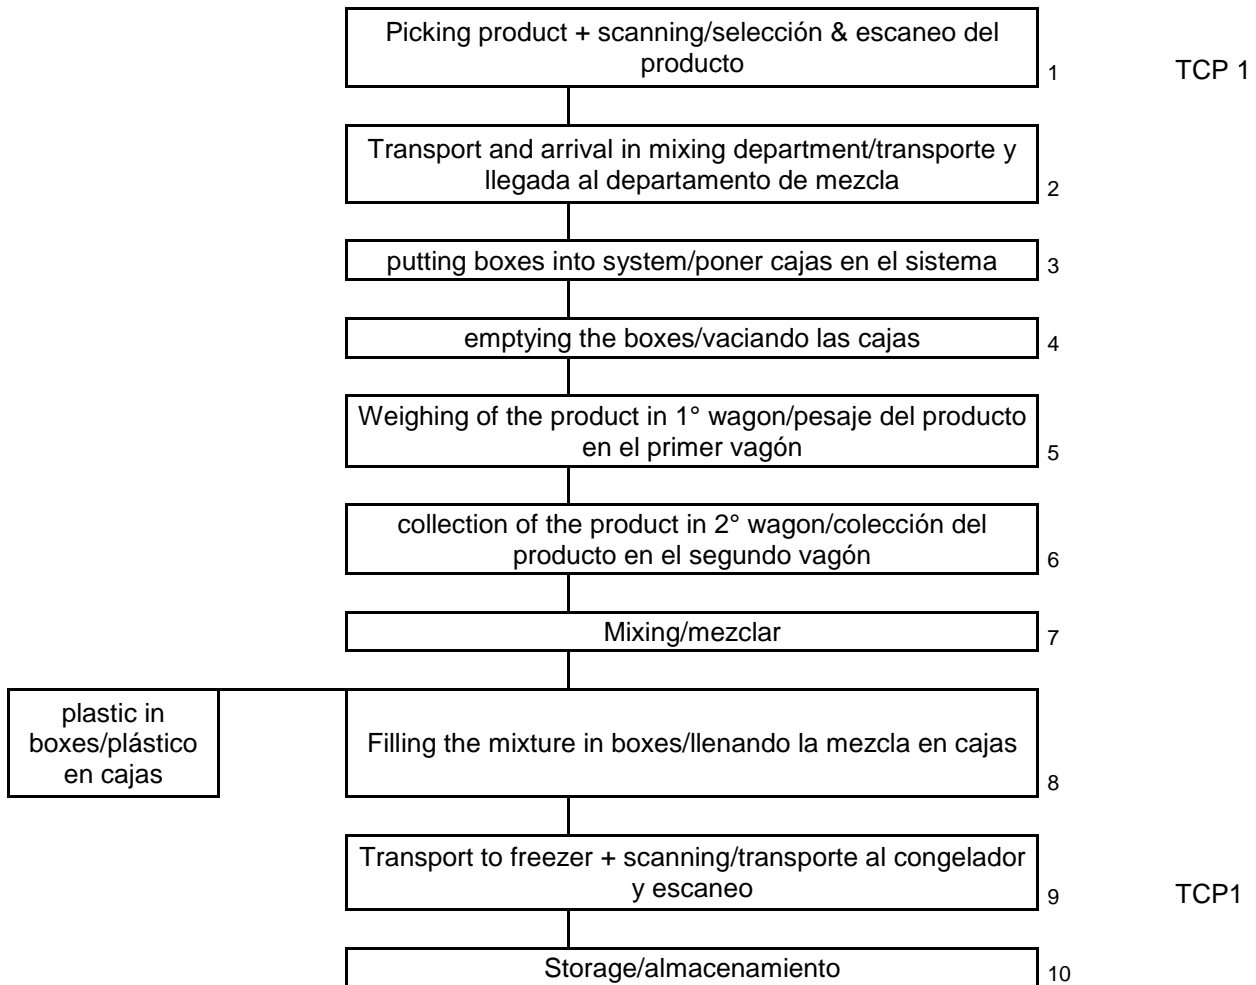 Picking product + scanning/selección & escaneo del
producto
1
TCP 1
Transport and arrival in mixing department/transporte y
llegada al departamento de mezcla
2
putting boxes into system/poner cajas en el sistema
3
emptying the boxes/vaciando las cajas
4
Weighing of the product in 1° wagon/pesaje del producto
en el primer vagón
5
collection of the product in 2° wagon/colección del
producto en el segundo vagón
6
Mixing/mezclar
7
plastic in
boxes/plástico
en cajas
Filling the mixture in boxes/llenando la mezcla en cajas
8
Transport to freezer + scanning/transporte al congelador
y escaneo
9
TCP1
Storage/almacenamiento
10